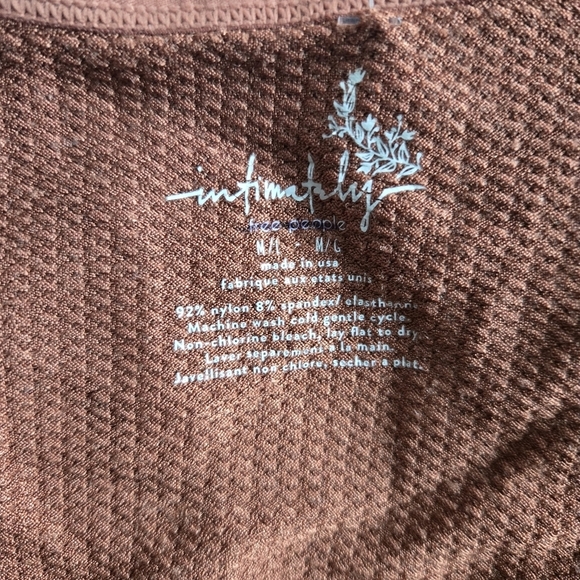 intimately
free people
M/L M/G
made in usa
fabrique aux etats unis
92% nylon 8% spandex/ elasthanne
Machine wash cold gentle cycle
Non-chlorine bleach, lay flat to dry.
Laver separement a la main.
Javellisant non chlore, secher a plat.